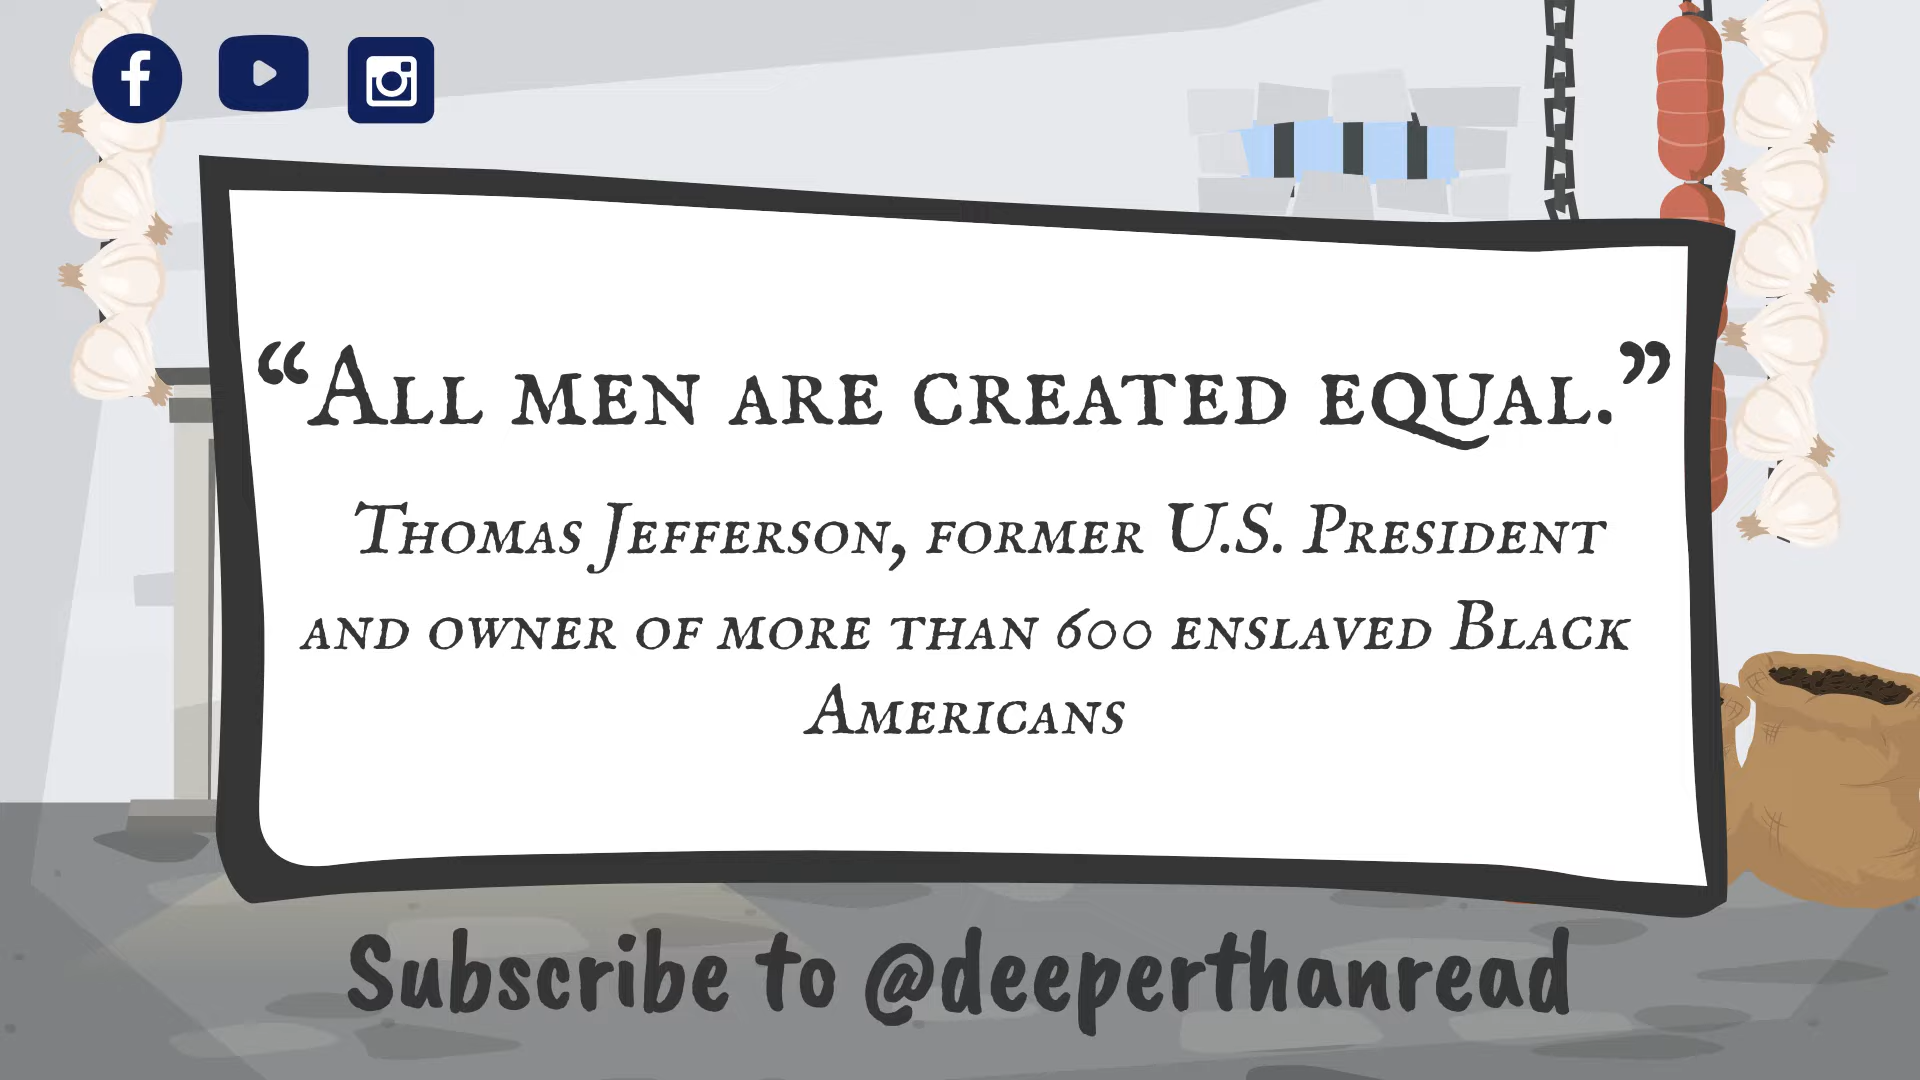 “All men are created equal.”
Thomas Jefferson, former U.S. President
and owner of more than 600 enslaved Black
Americans
Subscribe to @deeperthanread